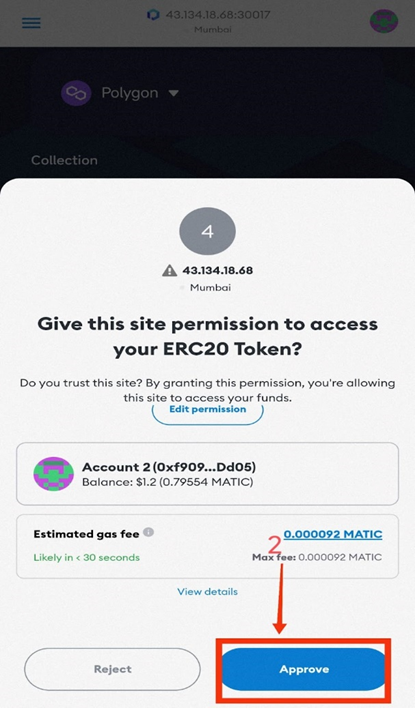 43.134.18.68:30017
Mumbai
Polygon
Collection
4
43.134.18.68
Mumbai
Give this site permission to access
your ERC20 Token?
Do you trust this site? By granting this permission, you're allowing
this site to access your funds.
Edit permission
Account 2 (0xf909...Dd05)
Balance: $1.2 (0.79554 MATIC)
Estimated gas fee
0.000092 MATIC
2
Likely in < 30 seconds
Max fee: 0.000092 MATIC
View details
Reject
Approve